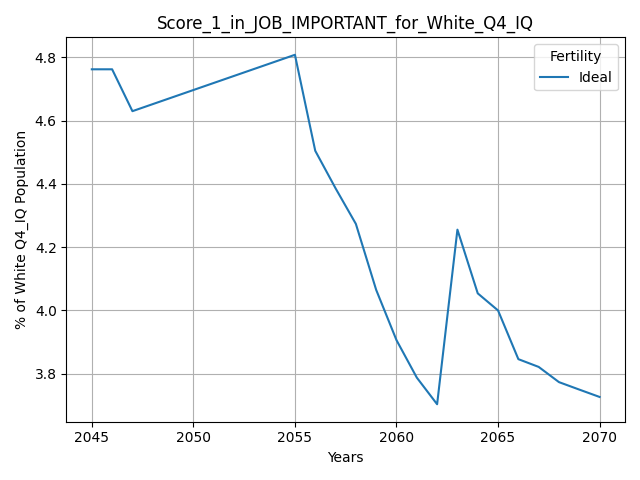 Score_1_in_JOB_IMPORTANT_for_White_Q4_IQ
Fertility
Ideal
% of White Q4_IQ Population
4.8
4.6
4.4
4.2
4.0
3.8
2045 2050 2055 2060 2065 2070
Years